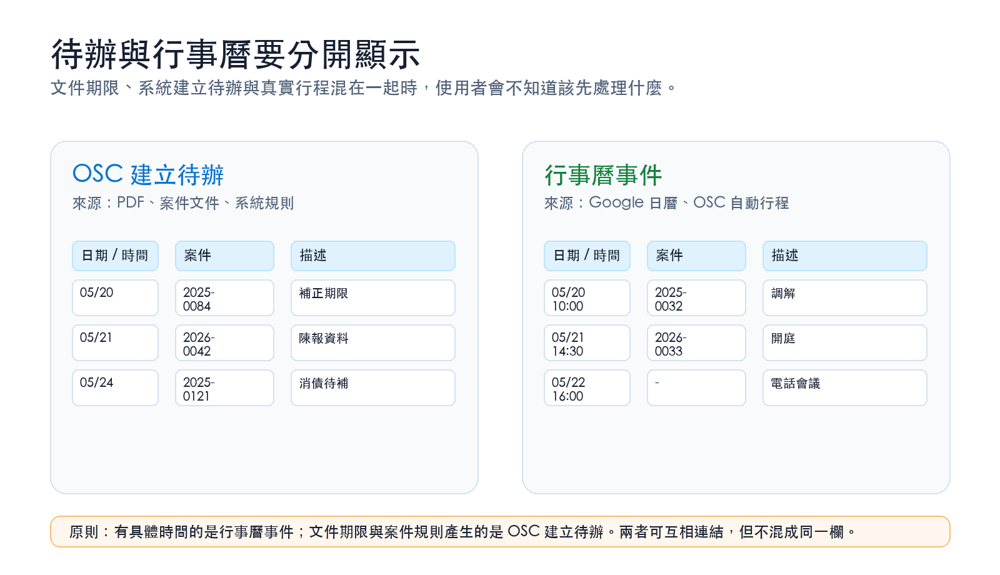 待辦與行事曆要分開顯示
文件期限、系統建立待辦與真實行程混在一起時，使用者會不知道該先處理什麼。
OSC 建立待辦
來源：PDF、案件文件、系統規則
日期 / 時間
案件
描述
05/20
2025-
0084
補正期限
05/21
2026-
0042
陳報資料
05/24
2025-
0121
消債待補
行事曆事件
來源：Google 日曆、OSC 自動行程
日期 / 時間
案件
描述
05/20
10:00
2025-
0032
調解
05/21
14:30
2026-
0033
開庭
05/22
16:00
-
電話會議
原則：有具體時間的是行事曆事件；文件期限與案件規則產生的是 OSC 建立待辦。兩者可互相連結，但不混成同一欄。